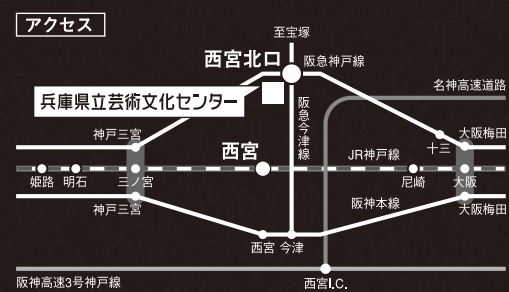 アクセス
至宝塚
西宮北口
阪急神戸線
名神高速道路
兵庫県立芸術文化センター
阪急今津線
神戸三宮
西宮
十三
大阪梅田
JR神戸線
姫路
明石
三ノ宮
尼崎
大阪
神戸三宮
阪神本線
大阪梅田
西宮
今津
阪神高速3号神戸線
西宮I.C.